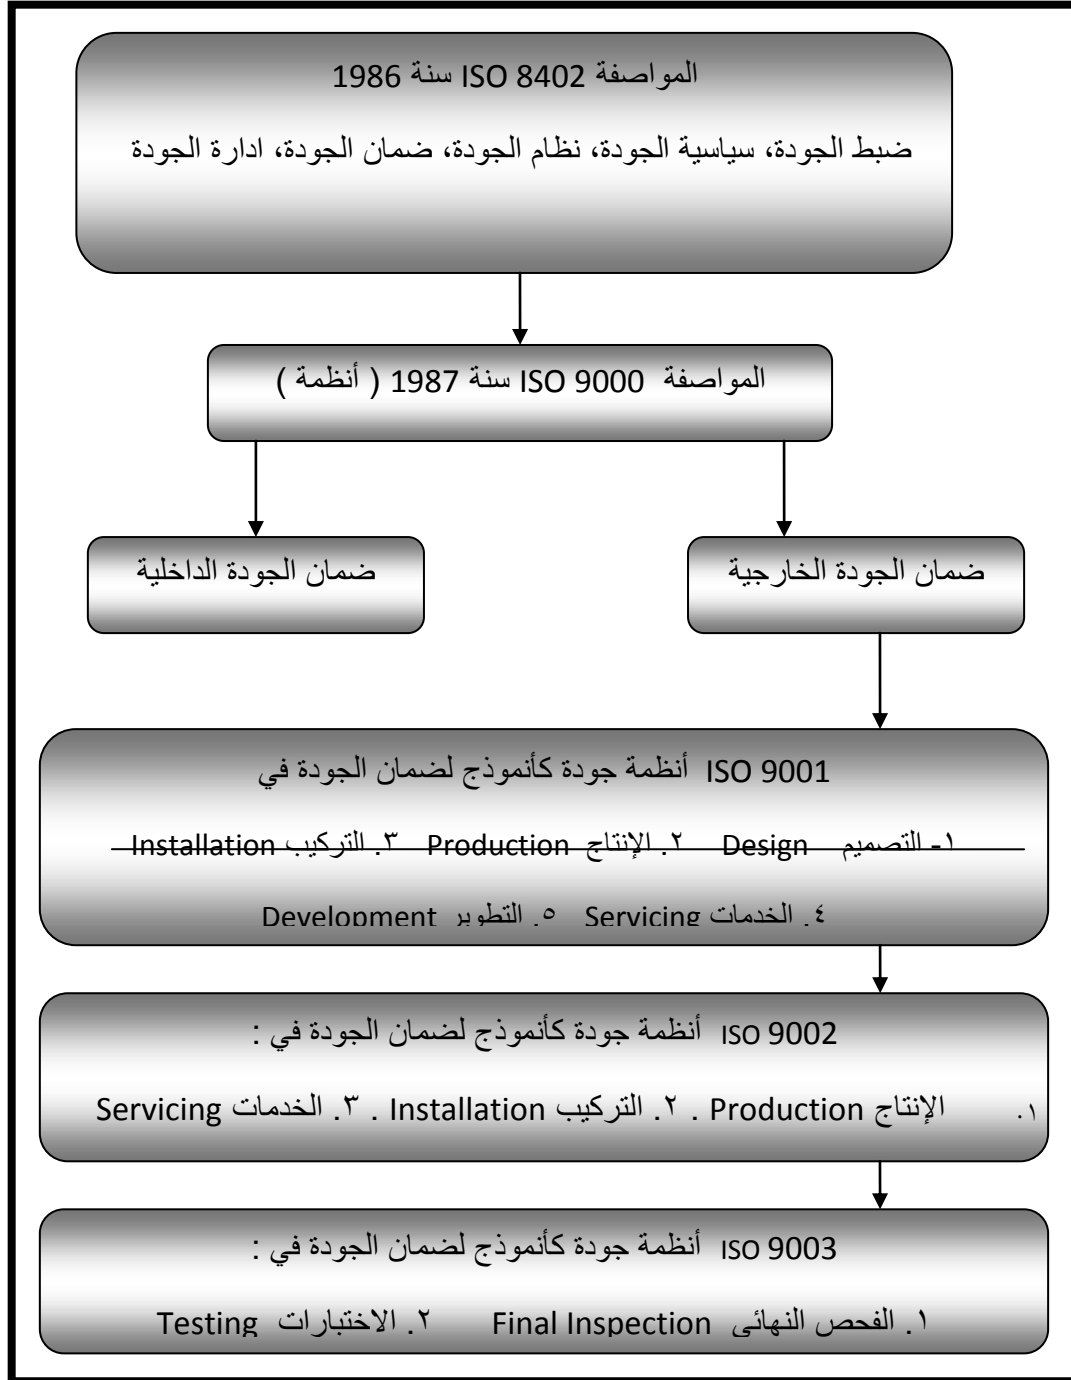 المواصفة ISO 8402 سنة 1986
ضبط الجودة، سياسية الجودة، نظام الجودة، ضمان الجودة، ادارة الجودة
المواصفة ISO 9000 سنة 1987 ( أنظمة )
ضمان الجودة الخارجية
ضمان الجودة الداخلية
ISO 9001 أنظمة جودة كأنموذج لضمان الجودة في
١- التصميم Design ٢. الإنتاج Production ٣. التركيب Installation
٤. الخدمات Servicing ٥. التطوير Development
ISO 9002 أنظمة جودة كأنموذج لضمان الجودة في :
١. الإنتاج Production . ٢. التركيب Installation . ٣. الخدمات Servicing
ISO 9003 أنظمة جودة كأنموذج لضمان الجودة في :
١. الفحص النهائي Final Inspection ٢. الاختبارات Testing